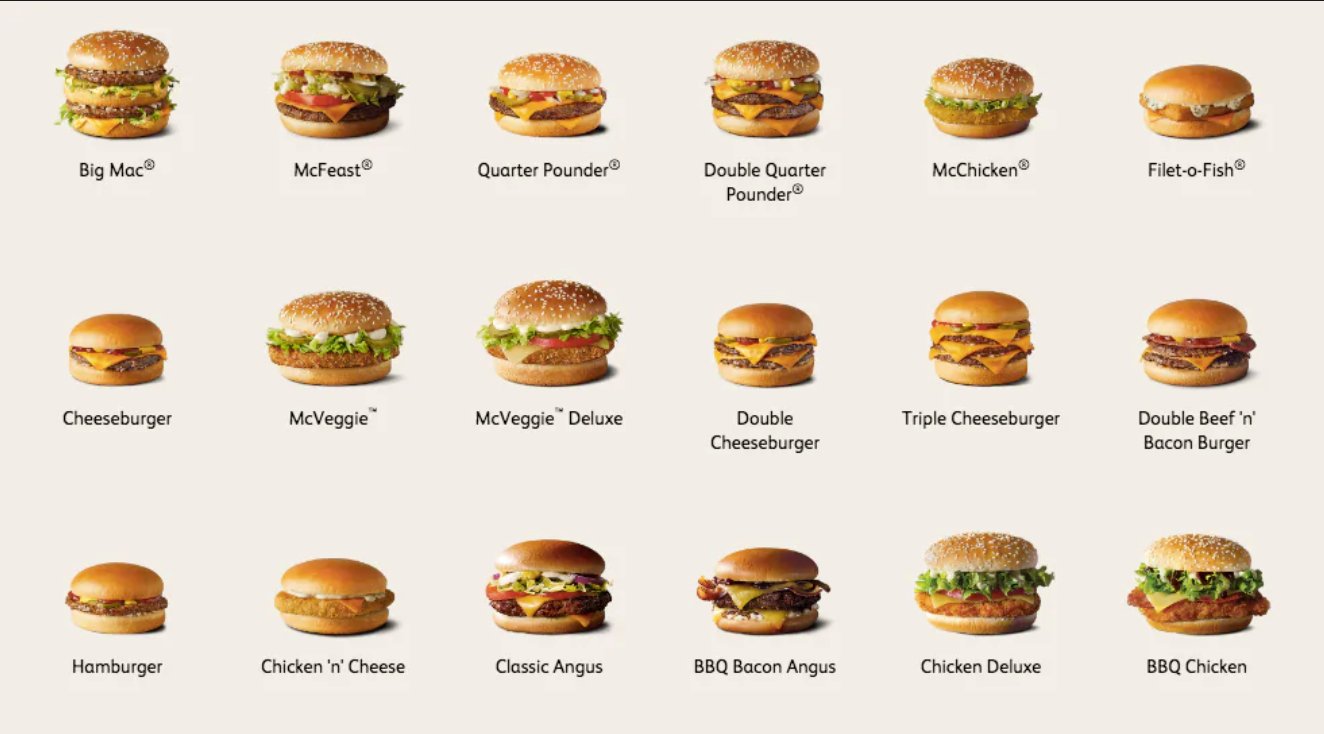 Big Mac®
McFeast®
Quarter Pounder®
Double Quarter
Pounder®
McChicken®
Filet-o-Fish®
Cheeseburger
McVeggie™
McVeggie™ Deluxe
Double
Cheeseburger
Triple Cheeseburger
Double Beef 'n'
Bacon Burger
Hamburger
Chicken 'n' Cheese
Classic Angus
BBQ Bacon Angus
Chicken Deluxe
BBQ Chicken